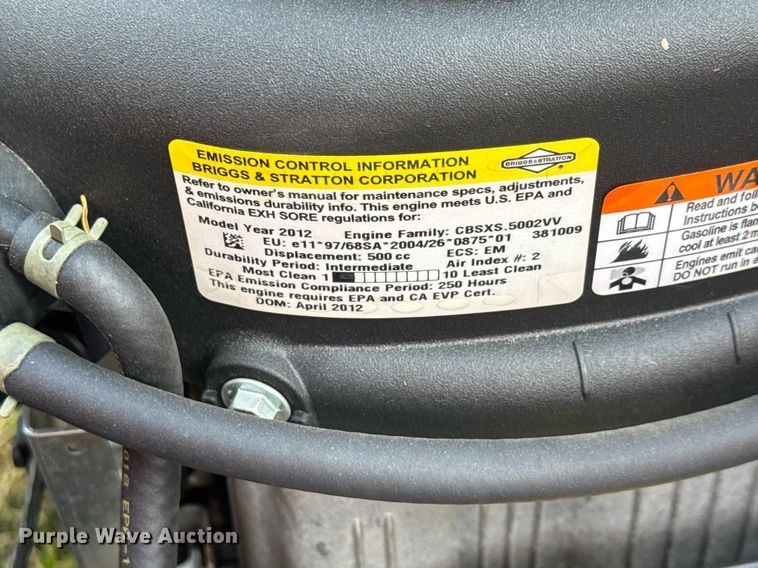 EMISSION CONTROL INFORMATION
BRIGGS & STRATTON CORPORATION
BRIGGS & STRATTON
Refer to owner's manual for maintenance specs, adjustments,
& emissions durability info. This engine meets U.S. EPA and
California EXH SORE regulations for:
Model Year 2012 Engine Family: CBSXS.5002VV
EU: e11*97/68SA*2004/26*0875*01 381009
Displacement: 500 cc ECS: EM
Durability Period: Intermediate Air Index #: 2
Most Clean 1 10 Least Clean
EPA Emission Compliance Period: 250 Hours
This engine requires EPA and CA EVP Cert.
DOM: April 2012
WA
Read and foll
Instructions b
Gasoline is flam
cool at least 2 m
Engines emit car
DO NOT run in e
Purple Wave Auction